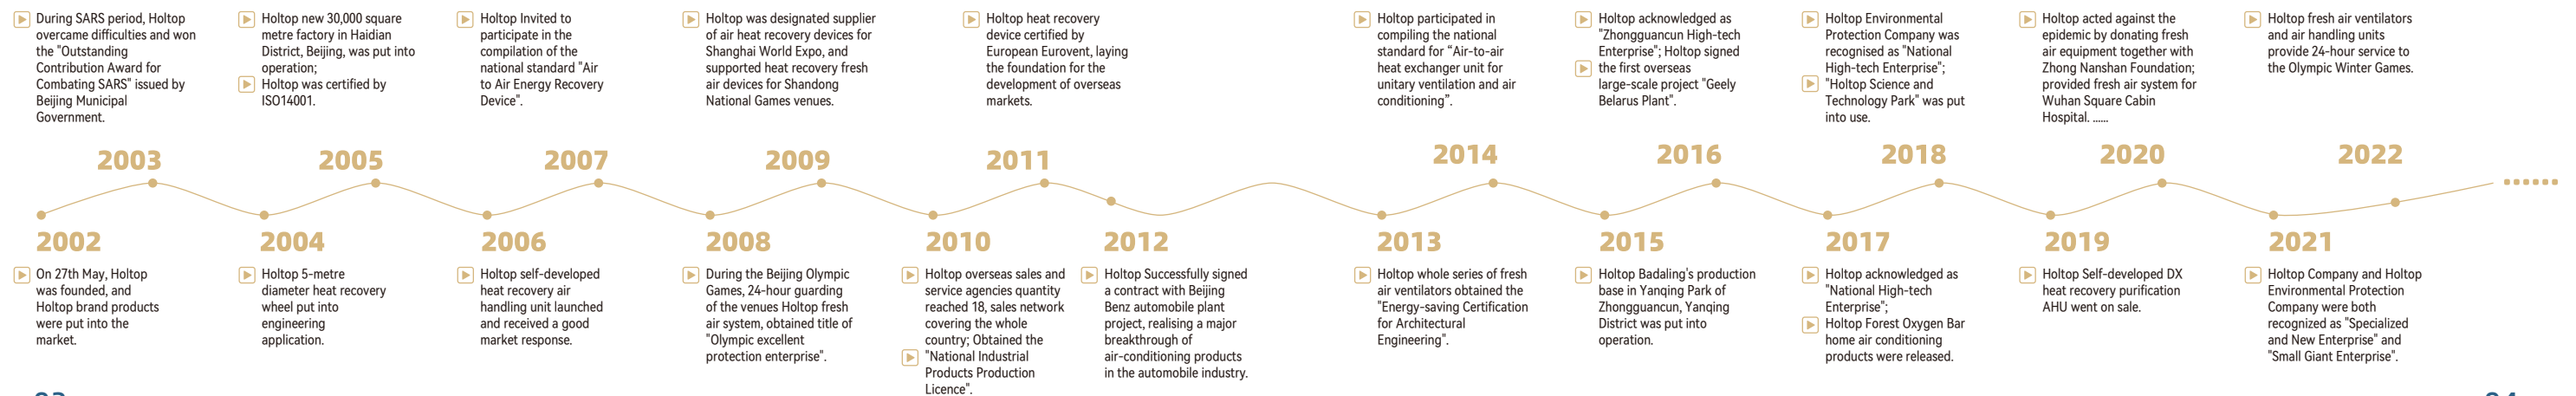 During SARS period, Holtop
overcame difficulties and won
the "Outstanding
Contribution Award for
Combating SARS" issued by
Beijing Municipal
Government.
Holtop new 30,000 square
metre factory in Haidian
District, Beijing, was put into
operation;
Holtop was certified by
ISO14001.
Holtop Invited to
participate in the
compilation of the
national standard "Air
to Air Energy Recovery
Device".
Holtop was designated supplier
of air heat recovery devices for
Shanghai World Expo, and
supported heat recovery fresh
air devices for Shandong
National Games venues.
Holtop heat recovery
device certified by
European Eurovent, laying
the foundation for the
development of overseas
markets.
Holtop participated in
compiling the national
standard for “Air-to-air
heat exchanger unit for
unitary ventilation and air
conditioning”.
Holtop acknowledged as
"Zhongguancun High-tech
Enterprise"; Holtop signed
the first overseas
large-scale project "Geely
Belarus Plant".
Holtop Environmental
Protection Company was
recognised as "National
High-tech Enterprise";
"Holtop Science and
Technology Park" was put
into use.
Holtop acted against the
epidemic by donating fresh
air equipment together with
Zhong Nanshan Foundation;
provided fresh air system for
Wuhan Square Cabin
Hospital. ......
Holtop fresh air ventilators
and air handling units
provide 24-hour service to
the Olympic Winter Games.
2003
2005
2007
2009
2011
2014
2016
2018
2020
2022
2002
2004
2006
2008
2010
2012
2013
2015
2017
2019
2021
On 27th May, Holtop
was founded, and
Holtop brand products
were put into the
market.
Holtop 5-metre
diameter heat recovery
wheel put into
engineering
application.
Holtop self-developed
heat recovery air
handling unit launched
and received a good
market response.
During the Beijing Olympic
Games, 24-hour guarding
of the venues Holtop fresh
air system, obtained title of
"Olympic excellent
protection enterprise".
Holtop overseas sales and
service agencies quantity
reached 18, sales network
covering the whole
country; Obtained the
"National Industrial
Products Production
Licence".
Holtop Successfully signed
a contract with Beijing
Benz automobile plant
project, realising a major
breakthrough of
air-conditioning products
in the automobile industry.
Holtop whole series of fresh
air ventilators obtained the
"Energy-saving Certification
for Architectural
Engineering".
Holtop Badaling's production
base in Yanqing Park of
Zhongguancun, Yanqing
District was put into
operation.
Holtop acknowledged as
"National High-tech
Enterprise";
Holtop Forest Oxygen Bar
home air conditioning
products were released.
Holtop Self-developed DX
heat recovery purification
AHU went on sale.
Holtop Company and Holtop
Environmental Protection
Company were both
recognized as "Specialized
and New Enterprise" and
"Small Giant Enterprise".